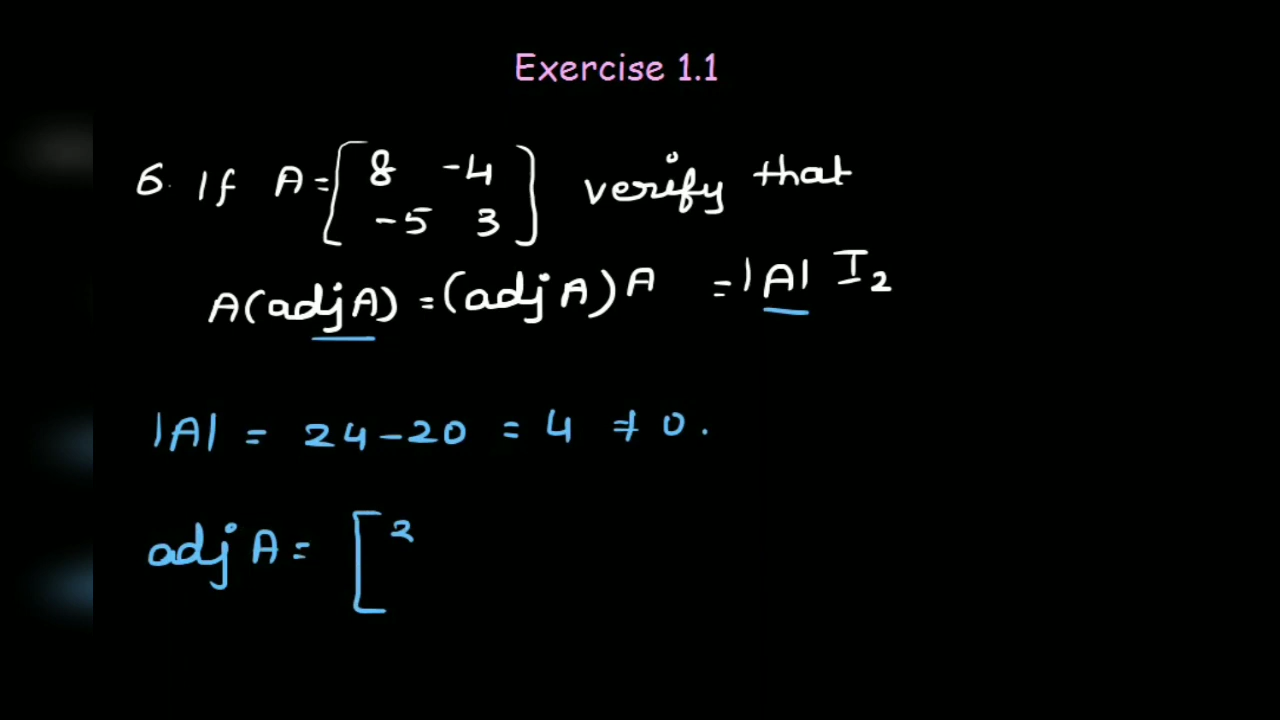 Exercise 1.1
6. If A = [ 8 -4 ] verify that
-5 3
A(adj A) = (adj A) A = |A| I₂
|A| = 24 - 20 = 4 ≠ 0.
adj A = [ 2